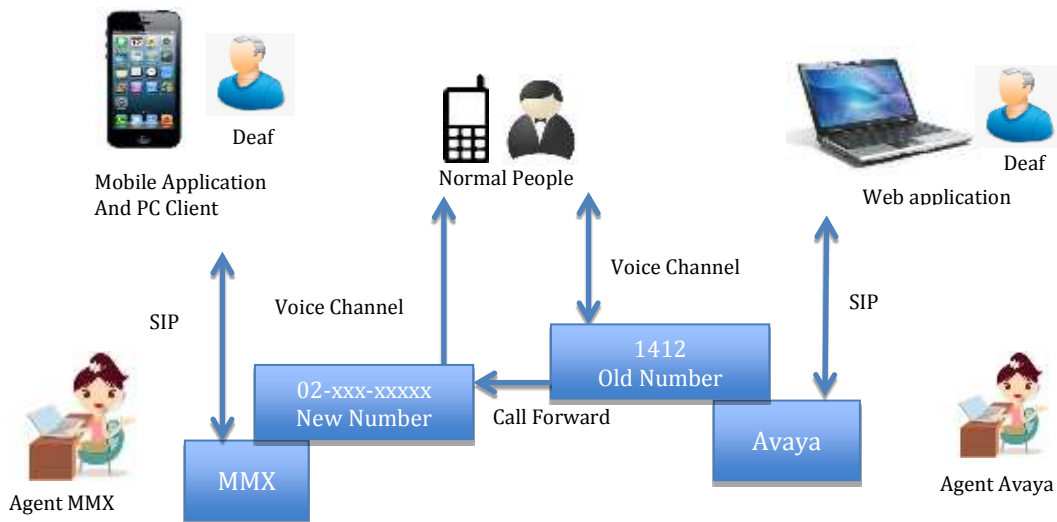 Deaf
Mobile Application
And PC Client
Normal People
Deaf
Web application
SIP
Voice Channel
Voice Channel
SIP
02-xxx-xxxxx
New Number
1412
Old Number
Call Forward
MMX
Avaya
Agent MMX
Agent Avaya